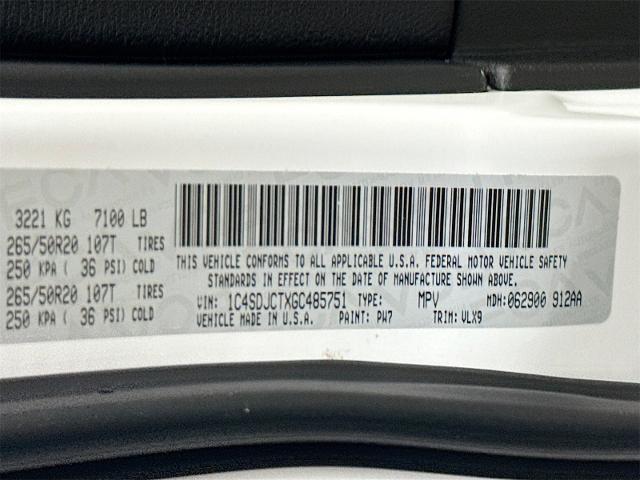 3221 KG 7100 LB
265/50R20 107T TIRES
250 KPA ( 36 PSI) COLD
265/50R20 107T TIRES
250 KPA ( 36 PSI) COLD
THIS VEHICLE CONFORMS TO ALL APPLICABLE U.S.A. FEDERAL MOTOR VEHICLE SAFETY
STANDARDS IN EFFECT ON THE DATE OF MANUFACTURE SHOWN ABOVE.
VIN: 1C4SDJCTXGC485751 TYPE: MPV MDH:062900 912AA
VEHICLE MADE IN U.S.A. PAINT: PW7 TRIM: VLX9